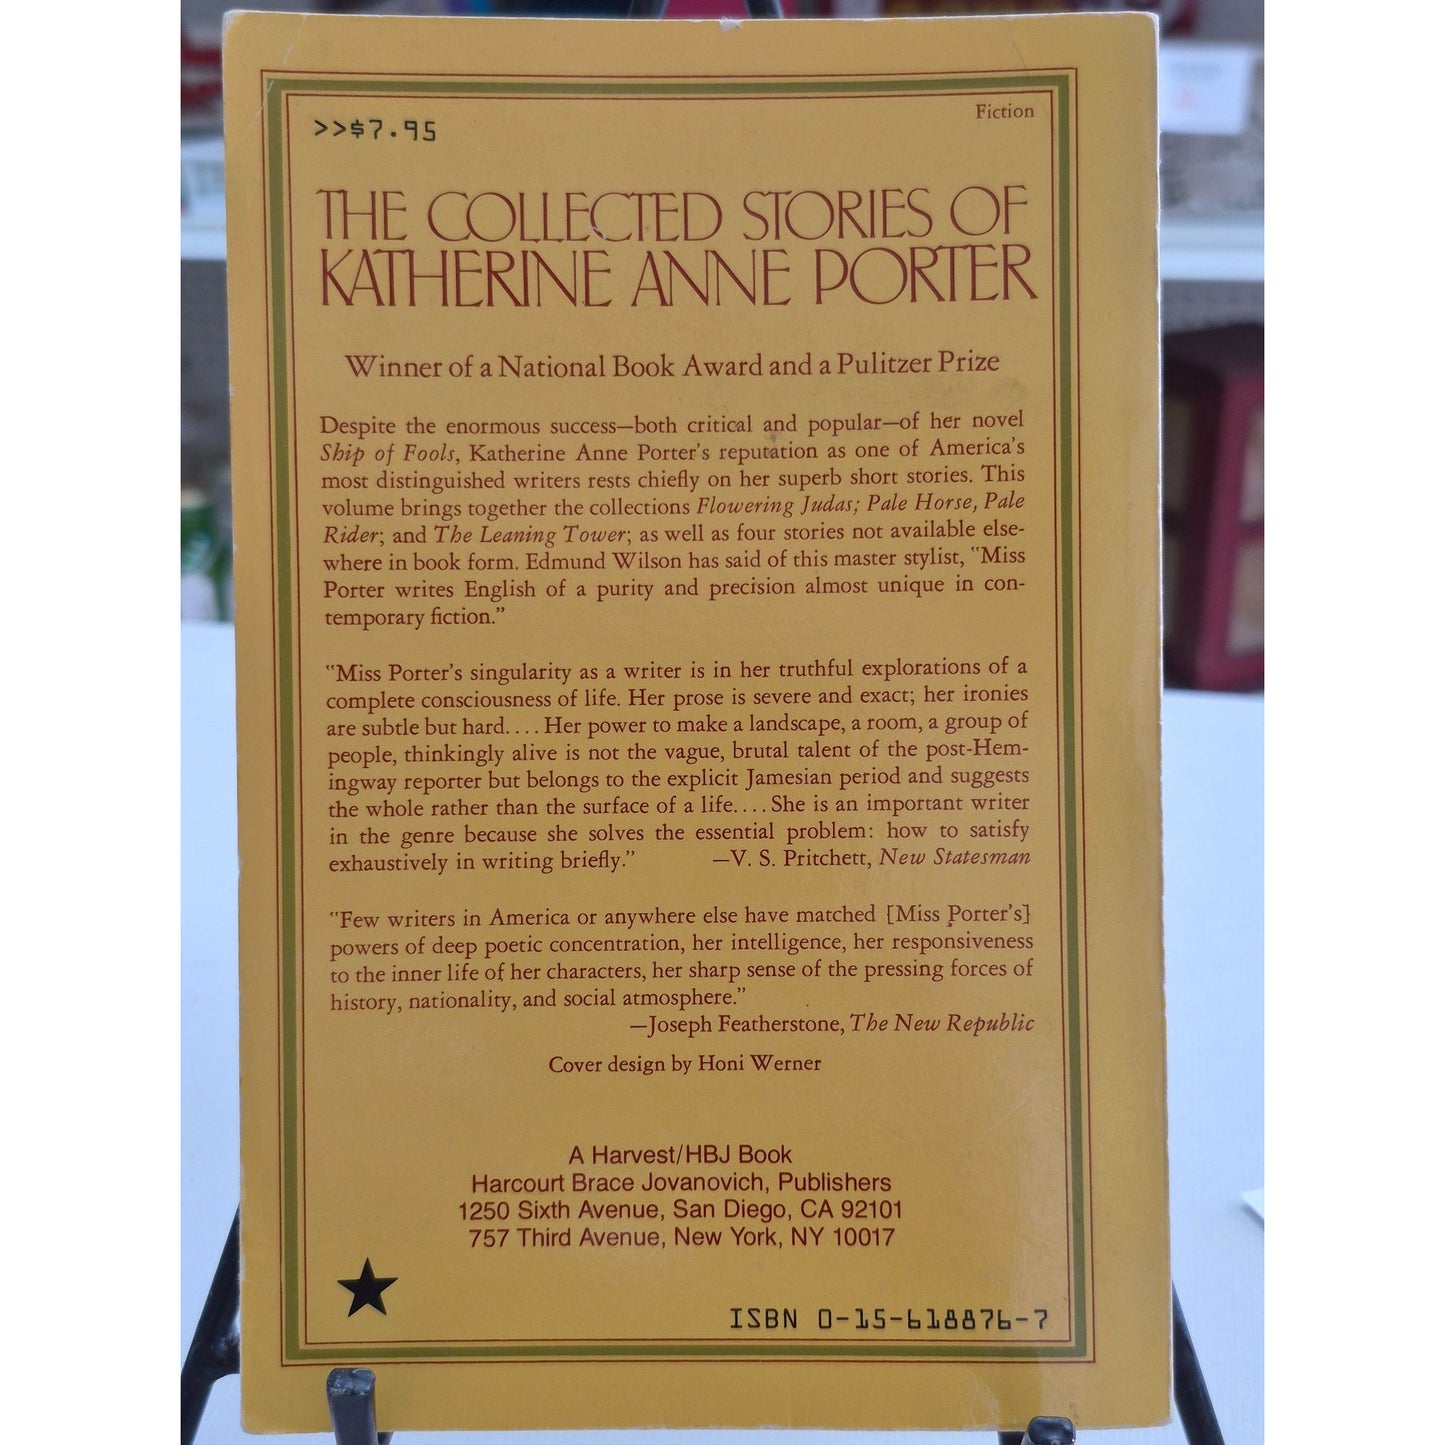 Fiction
>>$7.95
THE COLLECTED STORIES OF
KATHERINE ANNE PORTER
Winner of a National Book Award and a Pulitzer Prize
Despite the enormous success—both critical and popular—of her novel
Ship of Fools, Katherine Anne Porter's reputation as one of America's
most distinguished writers rests chiefly on her superb short stories. This
volume brings together the collections Flowering Judas; Pale Horse, Pale
Rider; and The Leaning Tower; as well as four stories not available else-
where in book form. Edmund Wilson has said of this master stylist, "Miss
Porter writes English of a purity and precision almost unique in con-
temporary fiction."
"Miss Porter's singularity as a writer is in her truthful explorations of a
complete consciousness of life. Her prose is severe and exact; her ironies
are subtle but hard.... Her power to make a landscape, a room, a group of
people, thinkingly alive is not the vague, brutal talent of the post-Hem-
ingway reporter but belongs to the explicit Jamesian period and suggests
the whole rather than the surface of a life.... She is an important writer
in the genre because she solves the essential problem: how to satisfy
exhaustively in writing briefly." —V. S. Pritchett, New Statesman
"Few writers in America or anywhere else have matched [Miss Porter's]
powers of deep poetic concentration, her intelligence, her responsiveness
to the inner life of her characters, her sharp sense of the pressing forces of
history, nationality, and social atmosphere."
—Joseph Featherstone, The New Republic
Cover design by Honi Werner
A Harvest/HBJ Book
Harcourt Brace Jovanovich, Publishers
1250 Sixth Avenue, San Diego, CA 92101
757 Third Avenue, New York, NY 10017
ISBN 0-15-618876-7